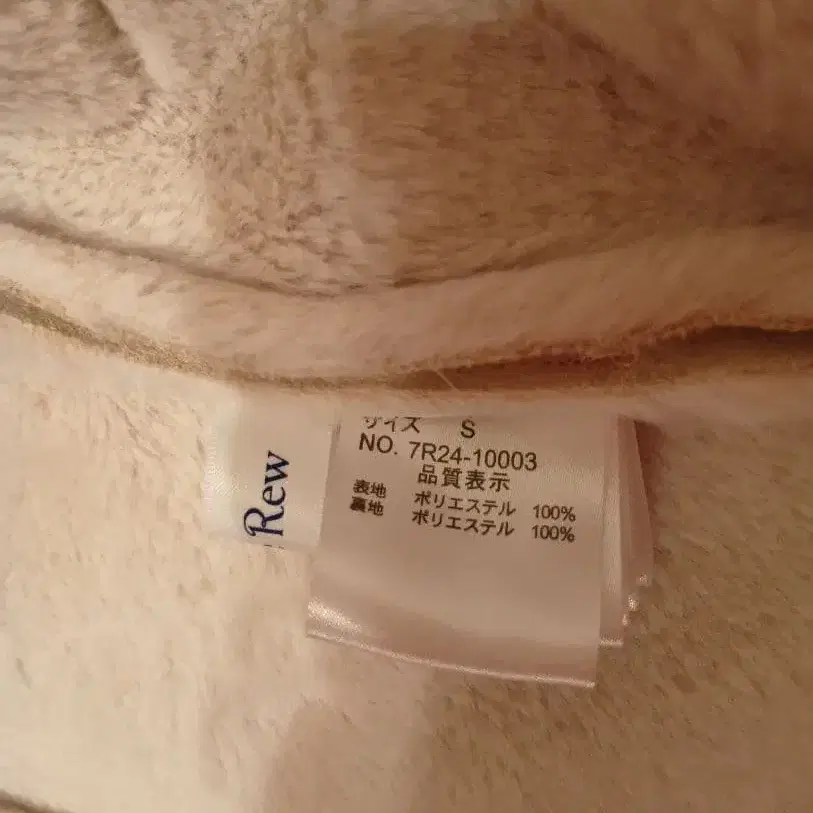 Rew
サイズ S
NO. 7R24-10003
品質表示
表地 ポリエステル 100%
裏地 ポリエステル 100%